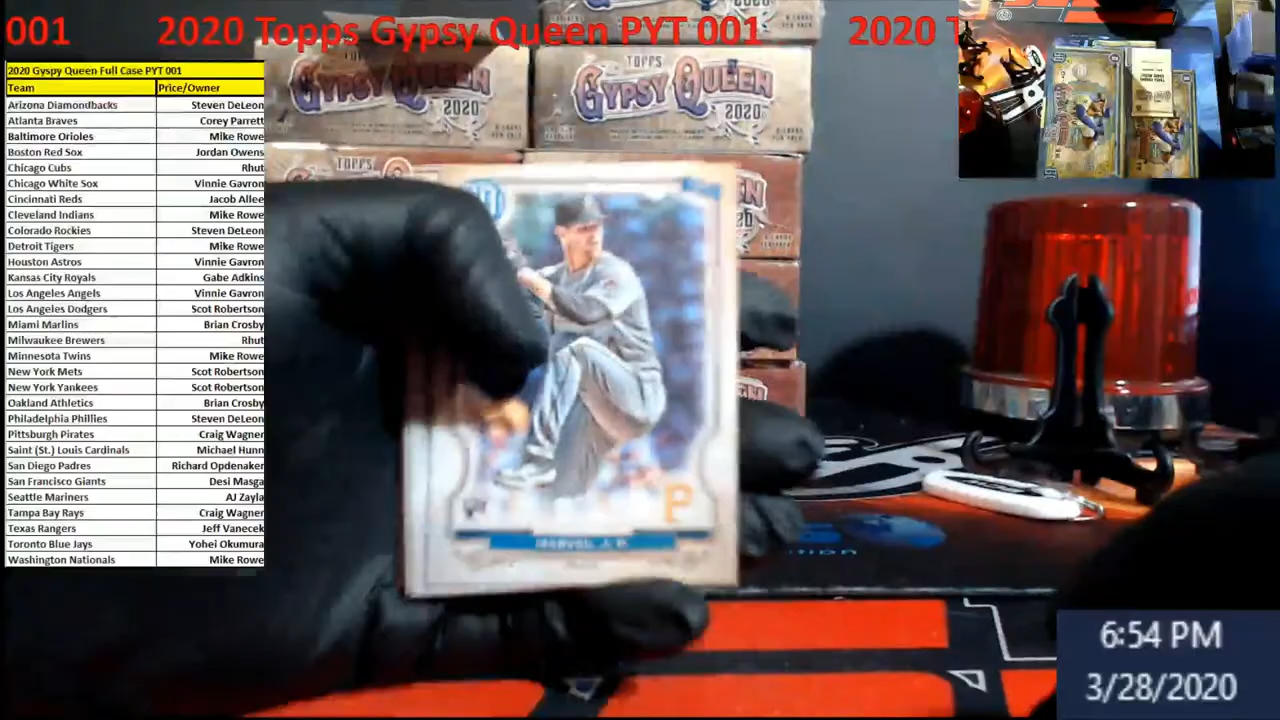 001 2020 Topps Gypsy Queen PYT 001 2020 T
2020 Gyspy Queen Full Case PYT 001
Team Price/Owner
Arizona Diamondbacks Steven DeLeon
Atlanta Braves Corey Parrett
Baltimore Orioles Mike Rowe
Boston Red Sox Jordan Owens
Chicago Cubs Rhut
Chicago White Sox Vinnie Gavron
Cincinnati Reds Jacob Allee
Cleveland Indians Mike Rowe
Colorado Rockies Steven DeLeon
Detroit Tigers Mike Rowe
Houston Astros Vinnie Gavron
Kansas City Royals Gabe Adkins
Los Angeles Angels Vinnie Gavron
Los Angeles Dodgers Scot Robertson
Miami Marlins Brian Crosby
Milwaukee Brewers Rhut
Minnesota Twins Mike Rowe
New York Mets Scot Robertson
New York Yankees Scot Robertson
Oakland Athletics Brian Crosby
Philadelphia Phillies Steven DeLeon
Pittsburgh Pirates Craig Wagner
Saint (St.) Louis Cardinals Michael Hunn
San Diego Padres Richard Opdenaker
San Francisco Giants Desi Masga
Seattle Mariners AJ Zayla
Tampa Bay Rays Craig Wagner
Texas Rangers Jeff Vanecek
Toronto Blue Jays Yohei Okumura
Washington Nationals Mike Rowe
GYPSY QUEEN
2020
TOPPS
GYPSY QUEEN
2020
TOPPS
P
6:54 PM
3/28/2020